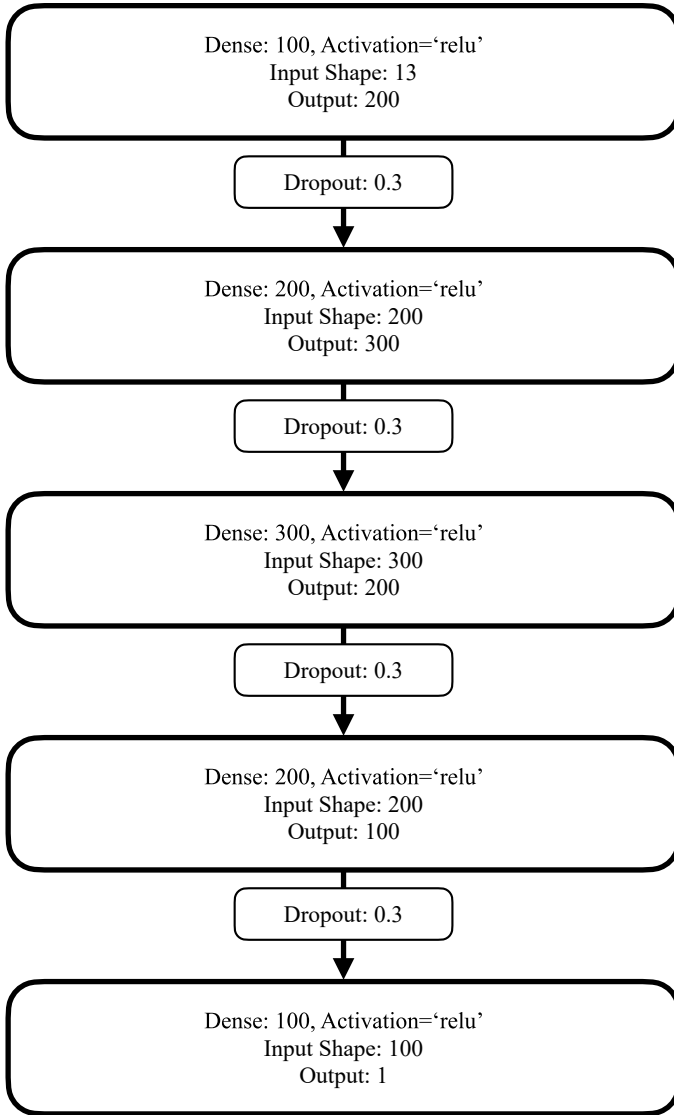 Dense: 100, Activation=‘relu’
Input Shape: 13
Output: 200
Dropout: 0.3
Dense: 200, Activation=‘relu’
Input Shape: 200
Output: 300
Dropout: 0.3
Dense: 300, Activation=‘relu’
Input Shape: 300
Output: 200
Dropout: 0.3
Dense: 200, Activation=‘relu’
Input Shape: 200
Output: 100
Dropout: 0.3
Dense: 100, Activation=‘relu’
Input Shape: 100
Output: 1